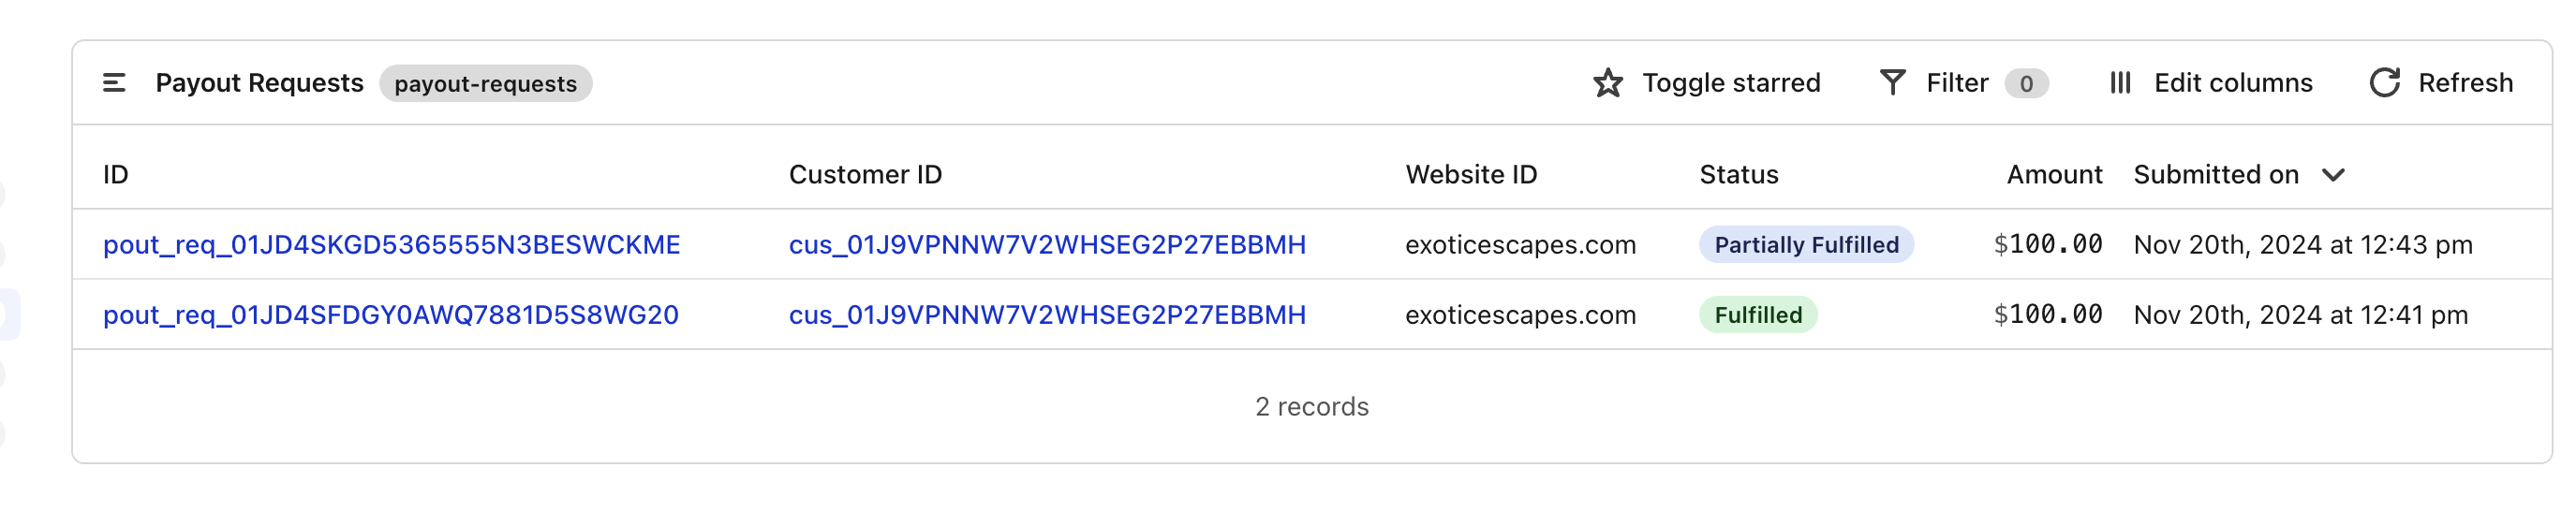 Payout Requests payout-requests Toggle starred Filter 0 Edit columns Refresh
ID Customer ID Website ID Status Amount Submitted on
pout_req_01JD4SKGD5365555N3BESWCKME cus_01J9VPNNW7V2WHSEG2P27EBBMH exoticescapes.com Partially Fulfilled $100.00 Nov 20th, 2024 at 12:43 pm
pout_req_01JD4SFDGY0AWQ7881D5S8WG20 cus_01J9VPNNW7V2WHSEG2P27EBBMH exoticescapes.com Fulfilled $100.00 Nov 20th, 2024 at 12:41 pm
2 records